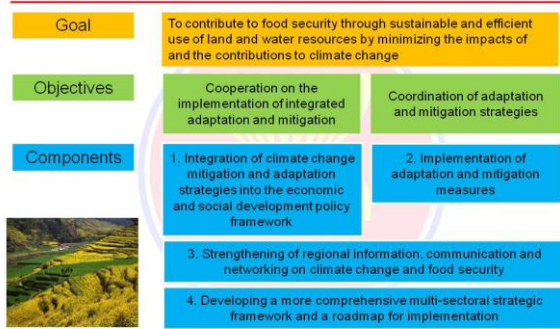 Goal
To contribute to food security through sustainable and efficient
use of land and water resources by minimizing the impacts of
and the contributions to climate change
Objectives
Cooperation on the
implementation of integrated
adaptation and mitigation
Coordination of adaptation
and mitigation strategies
Components
1. Integration of climate change
mitigation and adaptation
strategies into the economic
and social development policy
framework
2. Implementation of
adaptation and mitigation
measures
3. Strengthening of regional information, communication and
networking on climate change and food security
4. Developing a more comprehensive multi-sectoral strategic
framework and a roadmap for implementation